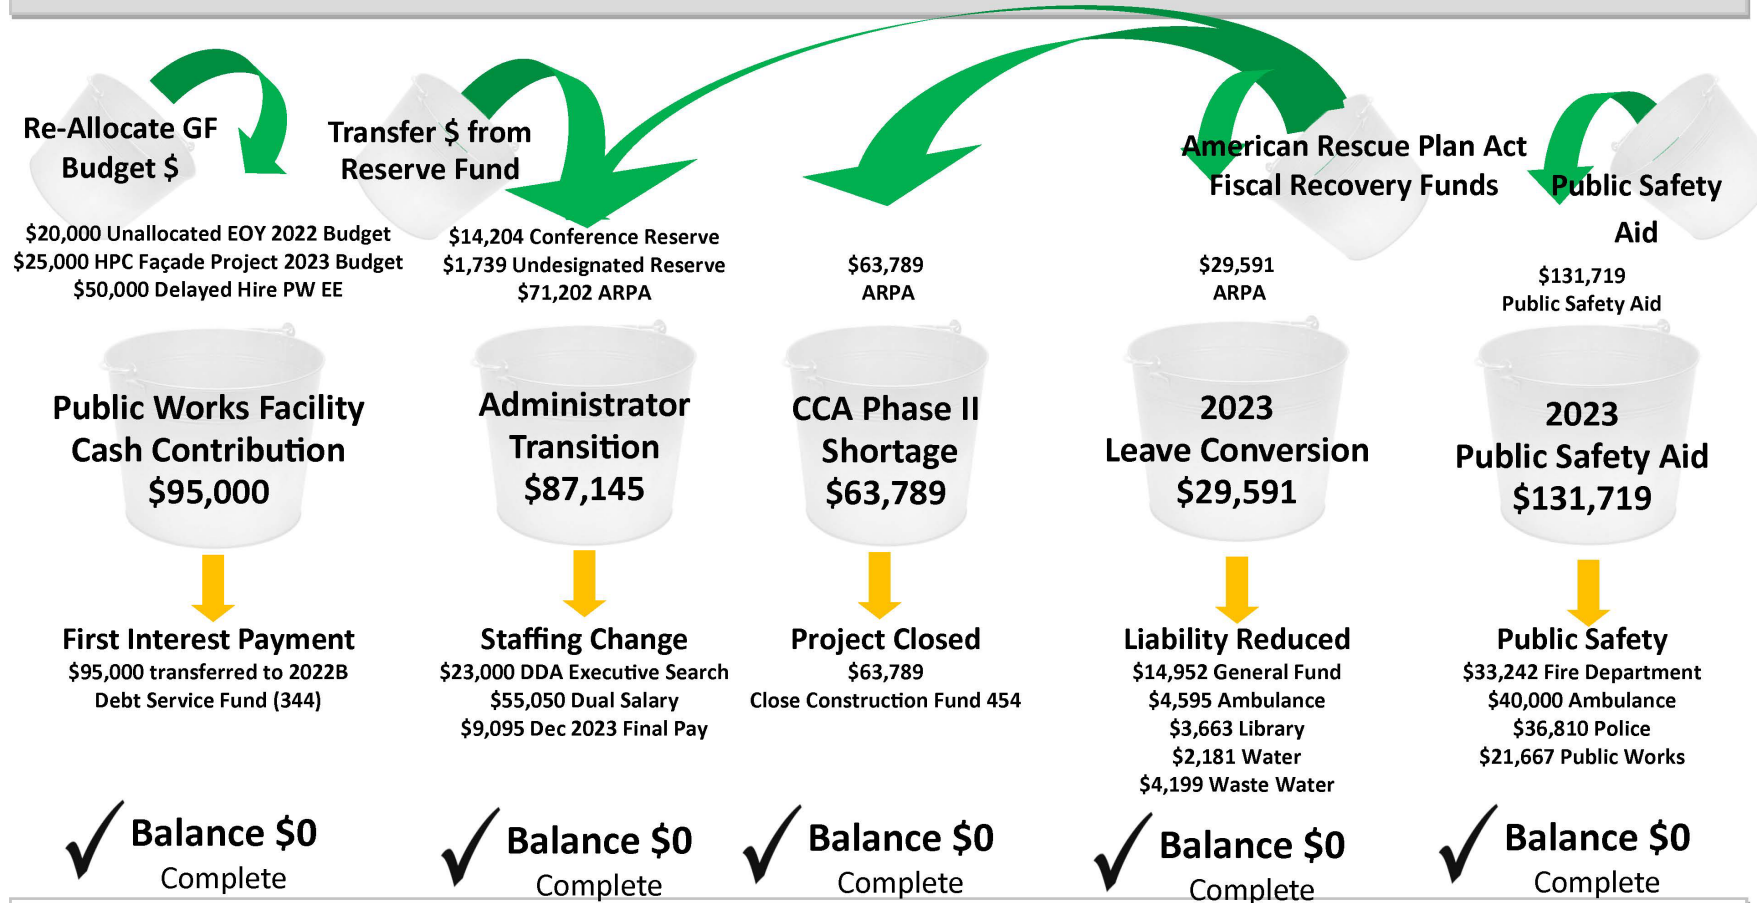 Re-Allocate GF
Budget $
Transfer $ from
Reserve Fund
American Rescue Plan Act
Fiscal Recovery Funds
Public Safety
Aid
$20,000 Unallocated EOY 2022 Budget
$25,000 HPC Façade Project 2023 Budget
$50,000 Delayed Hire PW EE
$14,204 Conference Reserve
$1,739 Undesignated Reserve
$71,202 ARPA
$63,789
ARPA
$29,591
ARPA
$131,719
Public Safety Aid
Public Works Facility
Cash Contribution
$95,000
Administrator
Transition
$87,145
CCA Phase II
Shortage
$63,789
2023
Leave Conversion
$29,591
2023
Public Safety Aid
$131,719
First Interest Payment
$95,000 transferred to 2022B
Debt Service Fund (344)
Staffing Change
$23,000 DDA Executive Search
$55,050 Dual Salary
$9,095 Dec 2023 Final Pay
Project Closed
$63,789
Close Construction Fund 454
Liability Reduced
$14,952 General Fund
$4,595 Ambulance
$3,663 Library
$2,181 Water
$4,199 Waste Water
Public Safety
$33,242 Fire Department
$40,000 Ambulance
$36,810 Police
$21,667 Public Works
Balance $0
Complete
Balance $0
Complete
Balance $0
Complete
Balance $0
Complete
Balance $0
Complete